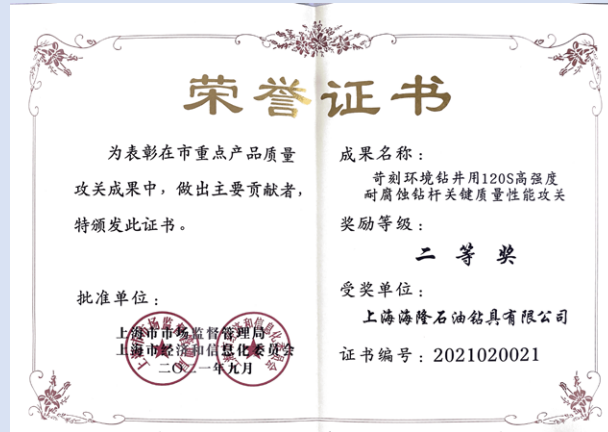 荣誉证书
为表彰在市重点产品质量
攻关成果中，做出主要贡献者，
特颁发此证书。
批准单位：
上海市市场监督管理局
上海市经济和信息化委员会
二〇二一年九月
成果名称：
苛刻环境钻井用120S高强度
耐腐蚀钻杆关键质量性能攻关
奖励等级：
二等奖
受奖单位：
上海海隆石油钻具有限公司
证书编号：2021020021